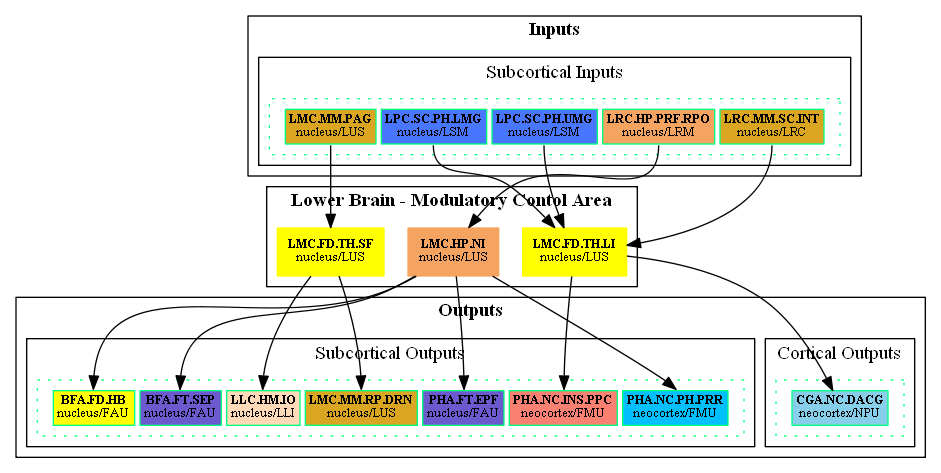 Inputs
Subcortical Inputs
LMC.MM.PAG
nucleus/LUS
LPC.SC.PH.LMG
nucleus/LSM
LPC.SC.PH.UMG
nucleus/LSM
LRC.HP.PRF.RPO
nucleus/LRM
LRC.MM.SC.INT
nucleus/LRC
Lower Brain - Modulatory Contol Area
LMC.FD.TH.SF
nucleus/LUS
LMC.HP.NI
nucleus/LUS
LMC.FD.TH.LI
nucleus/LUS
Outputs
Subcortical Outputs
BFA.FD.HB
nucleus/FAU
BFA.FT.SEP
nucleus/FAU
LLC.HM.IO
nucleus/LLI
LMC.MM.RP.DRN
nucleus/LUS
PHA.FT.EPF
nucleus/FAU
PHA.NC.INS.PPC
neocortex/FMU
PHA.NC.PH.PRR
neocortex/FMU
Cortical Outputs
CGA.NC.DACG
neocortex/NPU